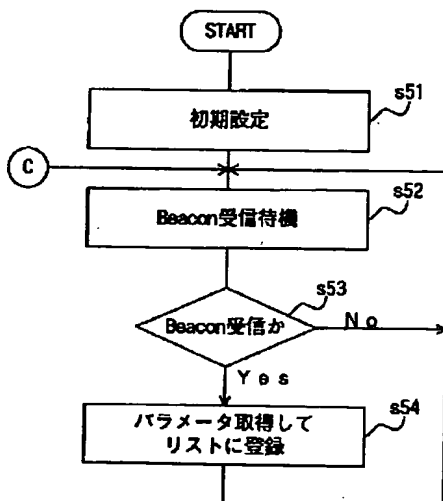 START
s51
初期設定
C
s52
Beacon受信待機
s53
Beacon受信か
No
Yes
s54
パラメータ取得して
リストに登録